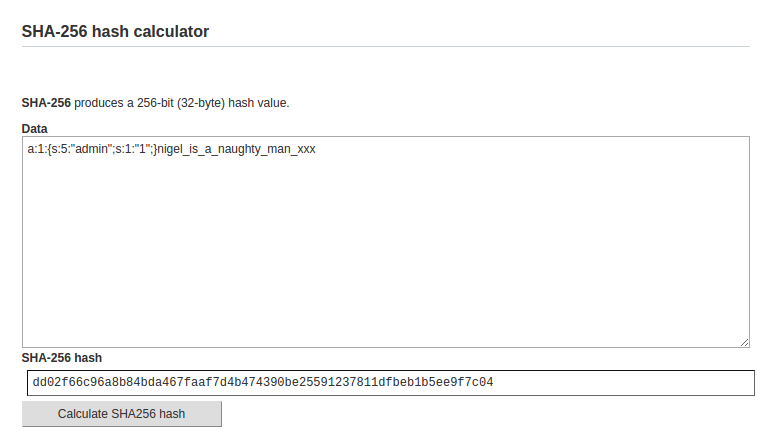 SHA-256 hash calculator
SHA-256 produces a 256-bit (32-byte) hash value.
Data
a:1:{s:5:"admin";s:1:"1";}nigel_is_a_naughty_man_xxx
SHA-256 hash
dd02f66c96a8b84bda467faaf7d4b474390be25591237811dfbeb1b5ee9f7c04
Calculate SHA256 hash